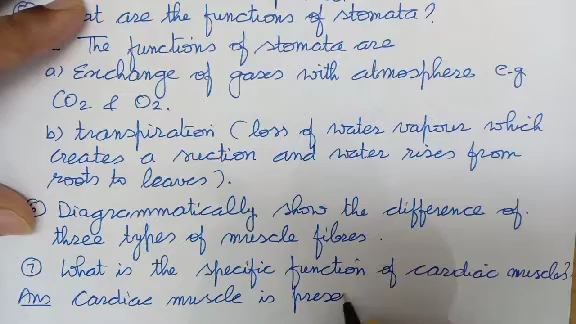 at are the functions of stomata?
- The functions of stomata are
a) Exchange of gases with atmosphere e.g
CO2 & O2.
b) transpiration (loss of water vapour which
creates a suction and water rises from
roots to leaves).
6) Diagrammatically show the difference of
three types of muscle fibres.
7 What is the specific function of cardiac muscle?
Ans Cardiac muscle is prese